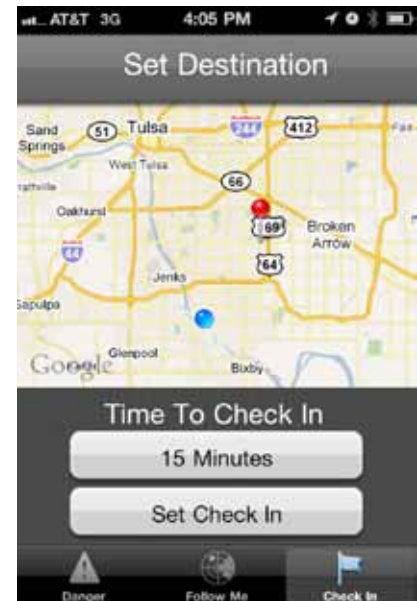 AT&T 3G 4:05 PM
Set Destination
Sand Springs
51
Tulsa
244
412
West Tulsa
66
Oakhurst
69
Broken Arrow
44
64
Jenks
Sapulpa
Google
Glenpool
Bixby
Time To Check In
15 Minutes
Set Check In
Danger Follow Me Check In